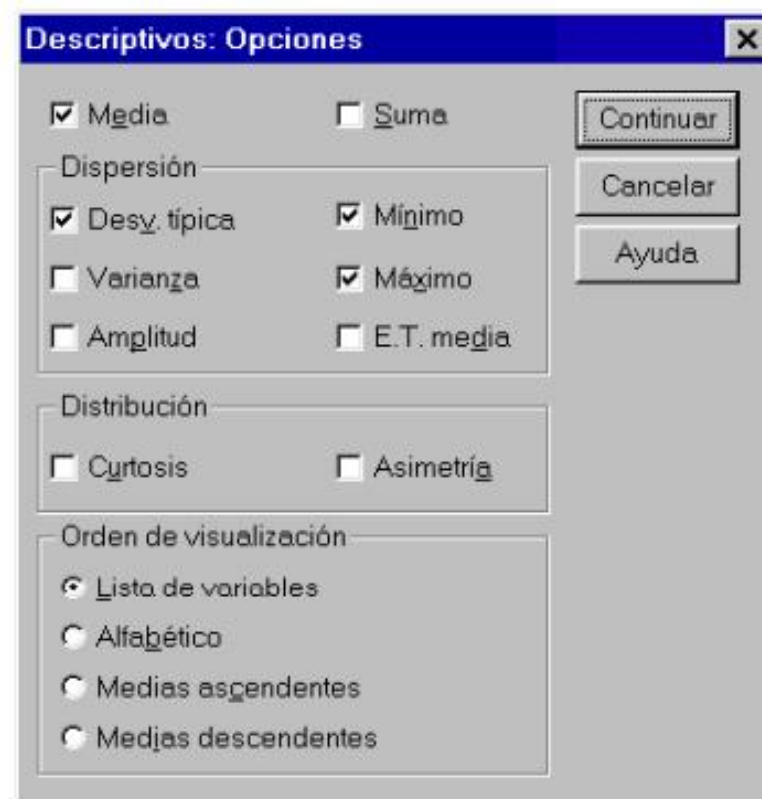 Descriptivos: Opciones
Media Suma Continuar
Dispersión Cancelar
Desv. típica Mínimo
Ayuda
Varianza Máximo
Amplitud E.T. media
Distribución
Curtosis Asimetría
Orden de visualización
Lista de variables
Alfabético
Medias ascendentes
Medias descendentes